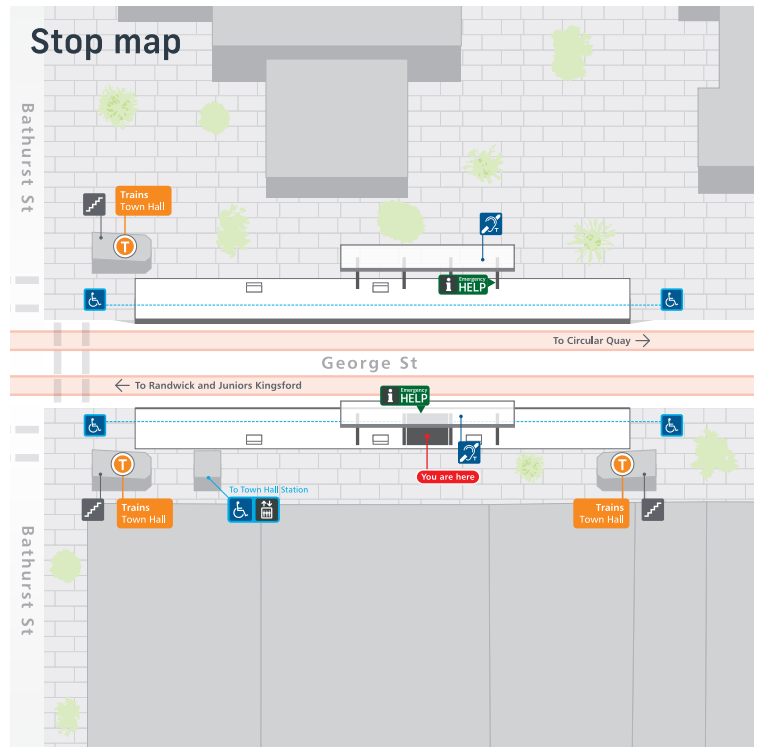 Stop map
Bathurst St
Trains
Town Hall
T
T
i
Emergency
HELP
To Circular Quay
George St
To Randwick and Juniors Kingsford
i
Emergency
HELP
T
T
T
You are here
To Town Hall Station
Trains
Town Hall
Trains
Town Hall
Bathurst St